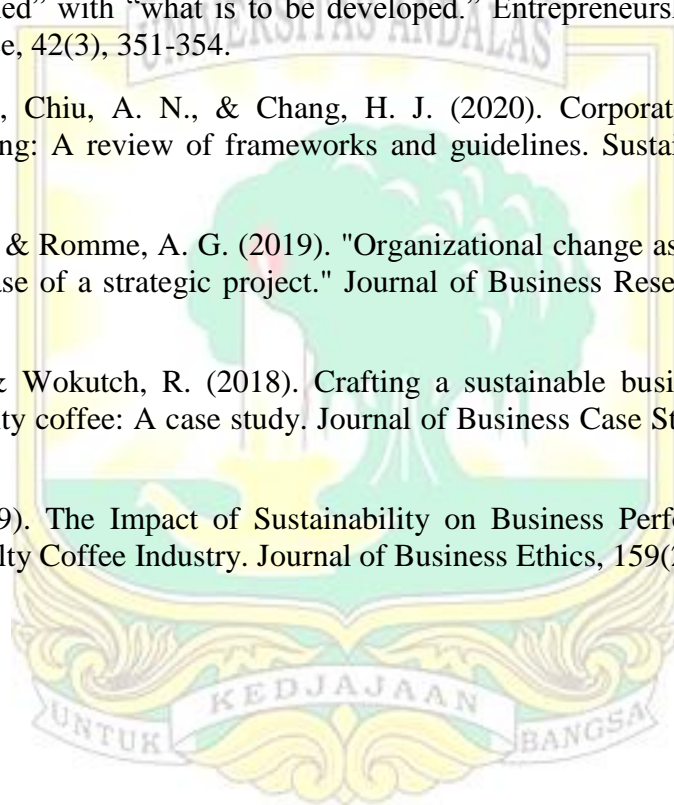 ed” with “what is to be developed.” Entrepreneurs
e, 42(3), 351-354.
UNIVERSITAS ANDALAS
, Chiu, A. N., & Chang, H. J. (2020). Corporat
ng: A review of frameworks and guidelines. Sustai
& Romme, A. G. (2019). "Organizational change as
ase of a strategic project." Journal of Business Rese
& Wokutch, R. (2018). Crafting a sustainable busi
lty coffee: A case study. Journal of Business Case St
9). The Impact of Sustainability on Business Perf
lty Coffee Industry. Journal of Business Ethics, 159(
UNTUK KEDJAJAAN BANGSA